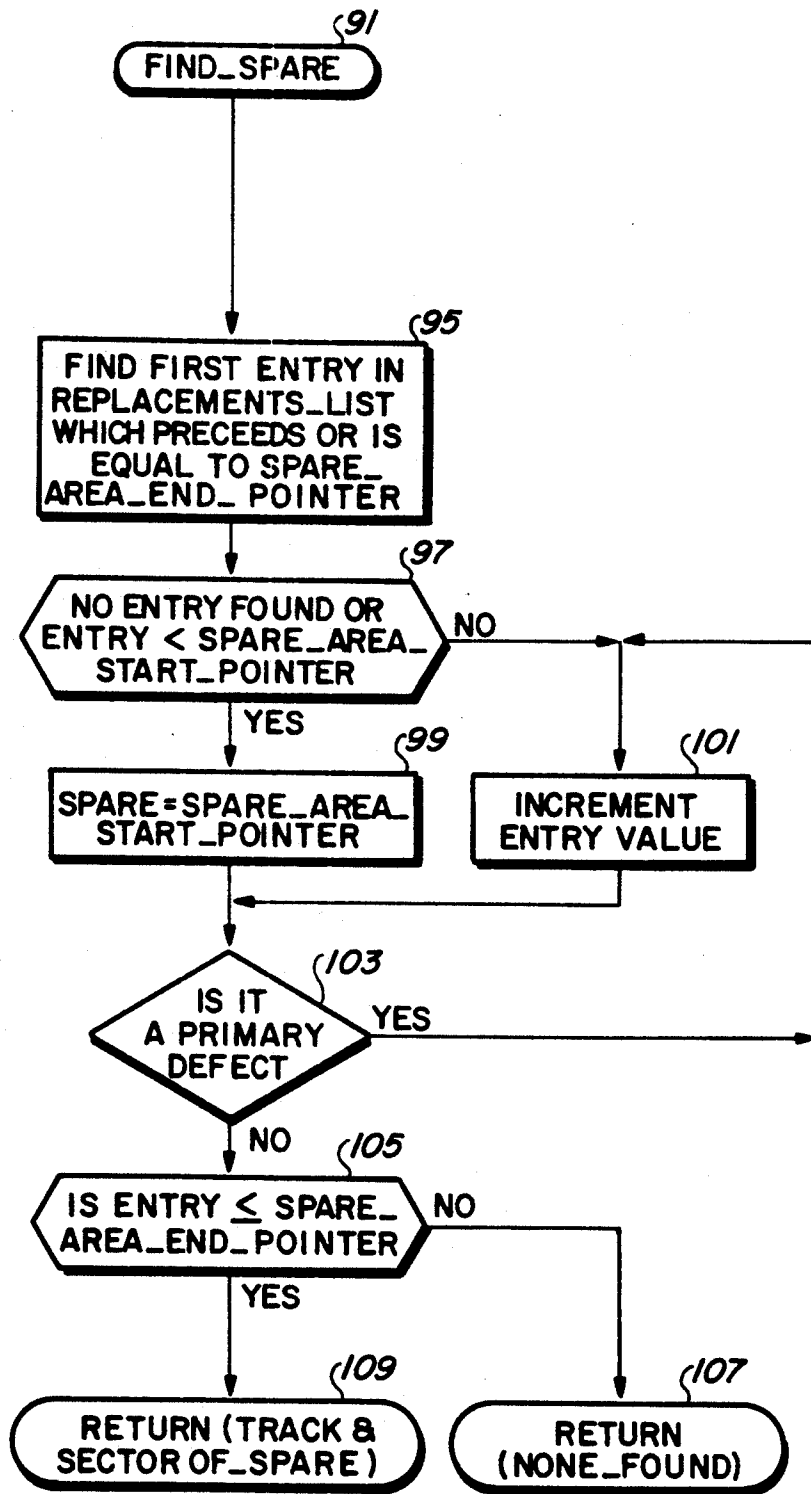 91
FIND_SPARE
95
FIND FIRST ENTRY IN
REPLACEMENTS_LIST
WHICH PRECEEDS OR IS
EQUAL TO SPARE_
AREA_END_ POINTER
97
NO ENTRY FOUND OR
ENTRY < SPARE_AREA_
START_POINTER
NO
YES
99
SPARE=SPARE_AREA_
START_POINTER
101
INCREMENT
ENTRY VALUE
103
IS IT
A PRIMARY
DEFECT
YES
NO
105
IS ENTRY ≤ SPARE_
AREA_END_POINTER
NO
YES
109
RETURN (TRACK &
SECTOR OF_SPARE)
107
RETURN
(NONE_FOUND)